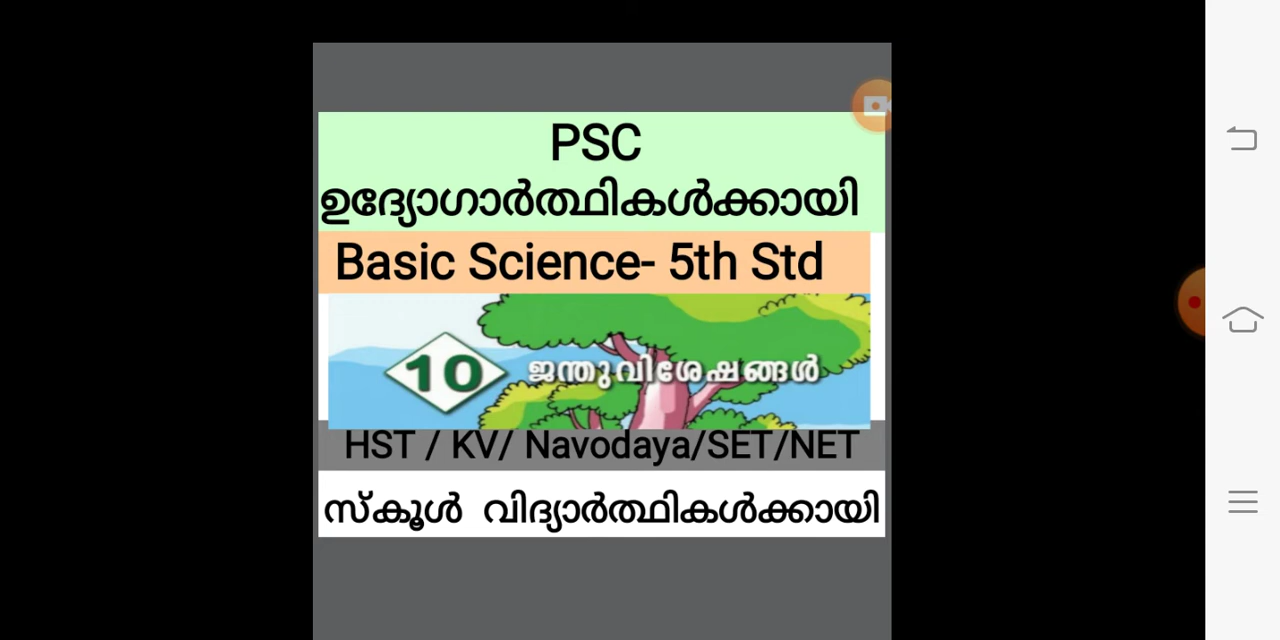 PSC
ഉദ്യോഗാർത്ഥികൾക്കായി
Basic Science- 5th Std
10 ജന്തുവിശേഷങ്ങൾ
HST / KV/ Navodaya/SET/NET
സ്കൂൾ വിദ്യാർത്ഥികൾക്കായി